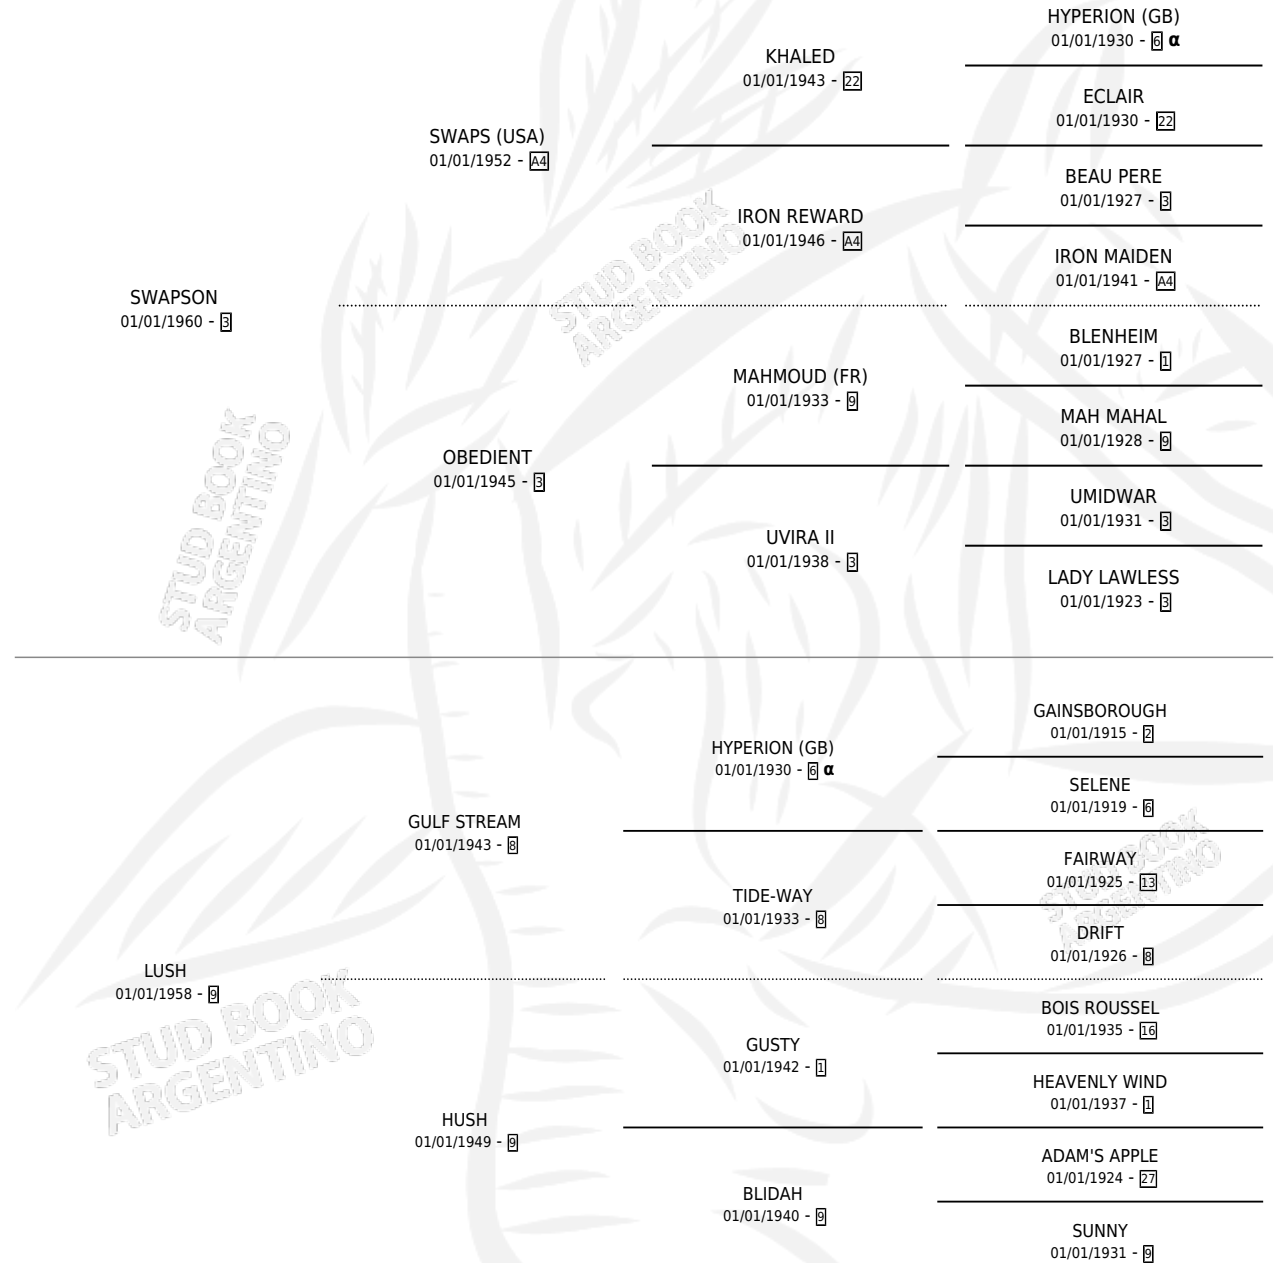 HYPERION (GB)
01/01/1930 - 6 α
KHALED
01/01/1943 - 22
ECLAIR
01/01/1930 - 22
SWAPS (USA)
01/01/1952 - A4
BEAU PERE
01/01/1927 - 3
IRON REWARD
01/01/1946 - A4
IRON MAIDEN
01/01/1941 - A4
SWAPSON
01/01/1960 - 3
BLENHEIM
01/01/1927 - 1
MAHMOUD (FR)
01/01/1933 - 9
MAH MAHAL
01/01/1928 - 9
OBEDIENT
01/01/1945 - 3
UMIDWAR
01/01/1931 - 3
UVIRA II
01/01/1938 - 3
LADY LAWLESS
01/01/1923 - 3
GAINSBOROUGH
01/01/1915 - 2
HYPERION (GB)
01/01/1930 - 6 α
SELENE
01/01/1919 - 6
GULF STREAM
01/01/1943 - 8
FAIRWAY
01/01/1925 - 13
TIDE-WAY
01/01/1933 - 8
DRIFT
01/01/1926 - 8
LUSH
01/01/1958 - 9
BOIS ROUSSEL
01/01/1935 - 16
GUSTY
01/01/1942 - 1
HEAVENLY WIND
01/01/1937 - 1
HUSH
01/01/1949 - 9
ADAM'S APPLE
01/01/1924 - 27
BLIDAH
01/01/1940 - 9
SUNNY
01/01/1931 - 9
STUD BOOK
ARGENTINO
STUD BOOK
ARGENTINO
STUD BOOK
ARGENTINO
STUD BOOK
ARGENTINO